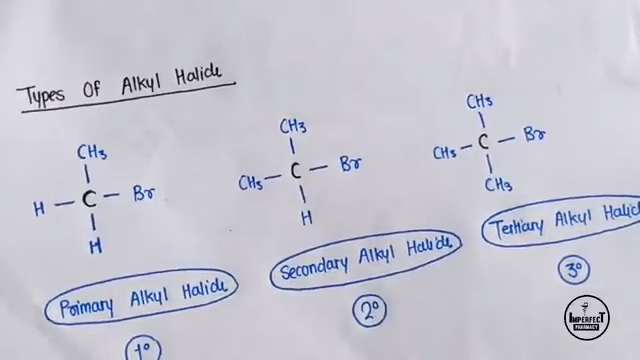 Types Of Alkyl Halide
CH3
H — C — Br
H
Primary Alkyl Halide
1°
CH3
CH3 — C — Br
H
Secondary Alkyl Halide
2°
CH3
CH3 — C — Br
CH3
Tertiary Alkyl Halide
3°
IMPERFECT
PHARMACY